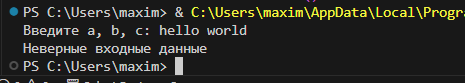 PS C:\Users\maxim> & C:\Users\maxim\AppData\Local\Progra
Введите a, b, c: hello world
Неверные входные данные
PS C:\Users\maxim>